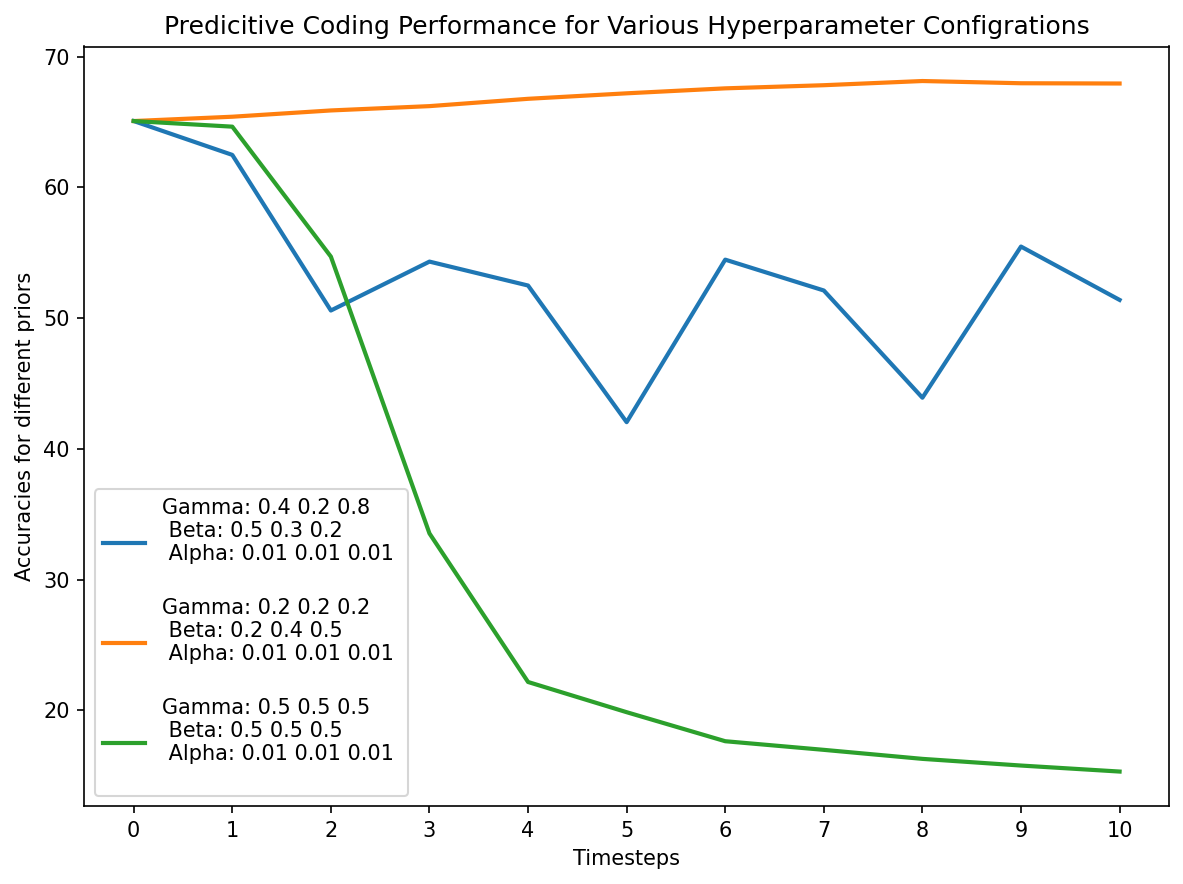 Predicitive Coding Performance for Various Hyperparameter Configrations
70
60
50
40
30
20
Accuracies for different priors
Gamma: 0.4 0.2 0.8
Beta: 0.5 0.3 0.2
Alpha: 0.01 0.01 0.01
Gamma: 0.2 0.2 0.2
Beta: 0.2 0.4 0.5
Alpha: 0.01 0.01 0.01
Gamma: 0.5 0.5 0.5
Beta: 0.5 0.5 0.5
Alpha: 0.01 0.01 0.01
0 1 2 3 4 5 6 7 8 9 10
Timesteps